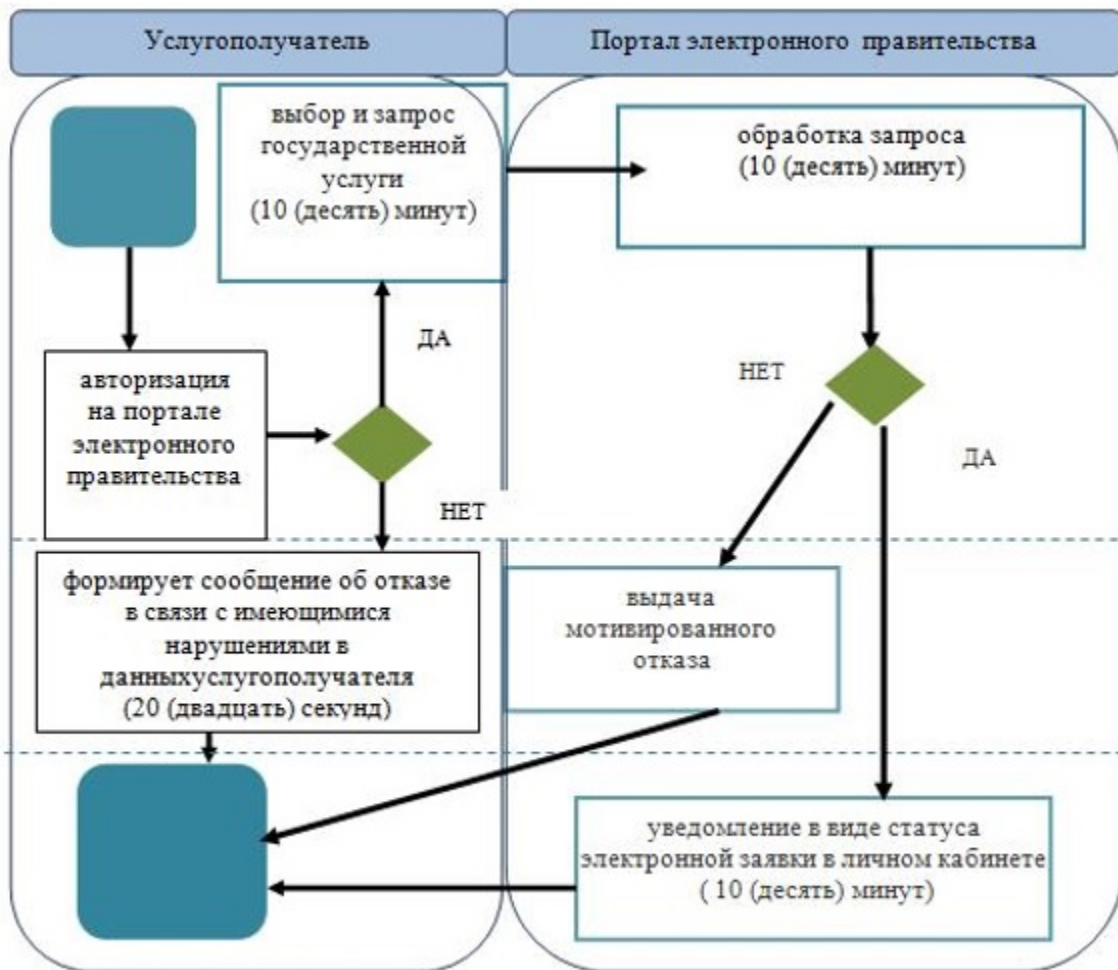 Услугополучатель
Портал электронного правительства
выбор и запрос
государственной
услуги
(10 (десять) минут)
обработка запроса
(10 (десять) минут)
ДА
авторизация
на портале
электронного
правительства
НЕТ
НЕТ
ДА
формирует сообщение об отказе
в связи с имеющимися
нарушениями в
данныхуслугополучателя
(20 (двадцать) секунд)
выдача
мотивированного
отказа
уведомление в виде статуса
электронной заявки в личном кабинете
( 10 (десять) минут)